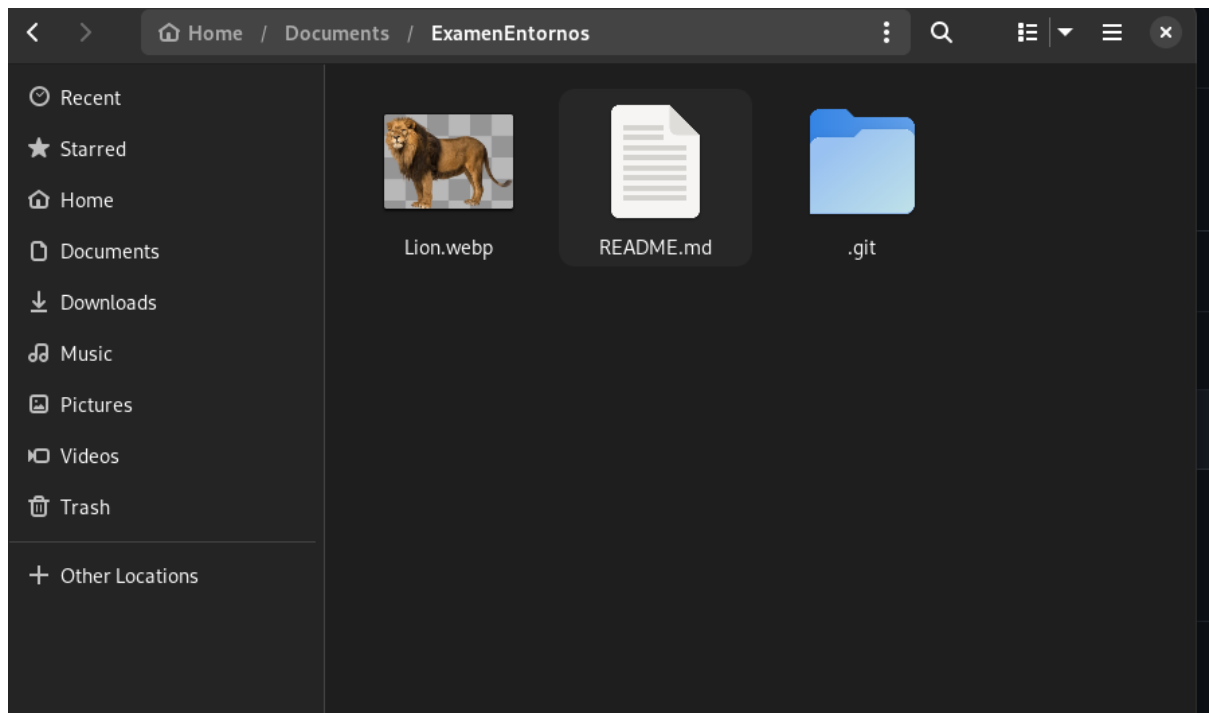 Home / Documents / ExamenEntornos
Recent
Starred
Home
Documents
Downloads
Music
Pictures
Videos
Trash
Other Locations
Lion.webp
README.md
.git